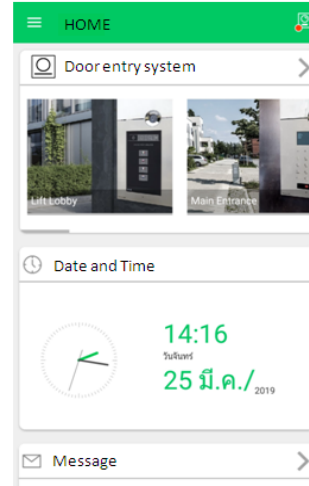 HOME
Door entry system
Lift Lobby
Main Entrance
Date and Time
14:16
วันจันทร์
25 มี.ค./2019
Message